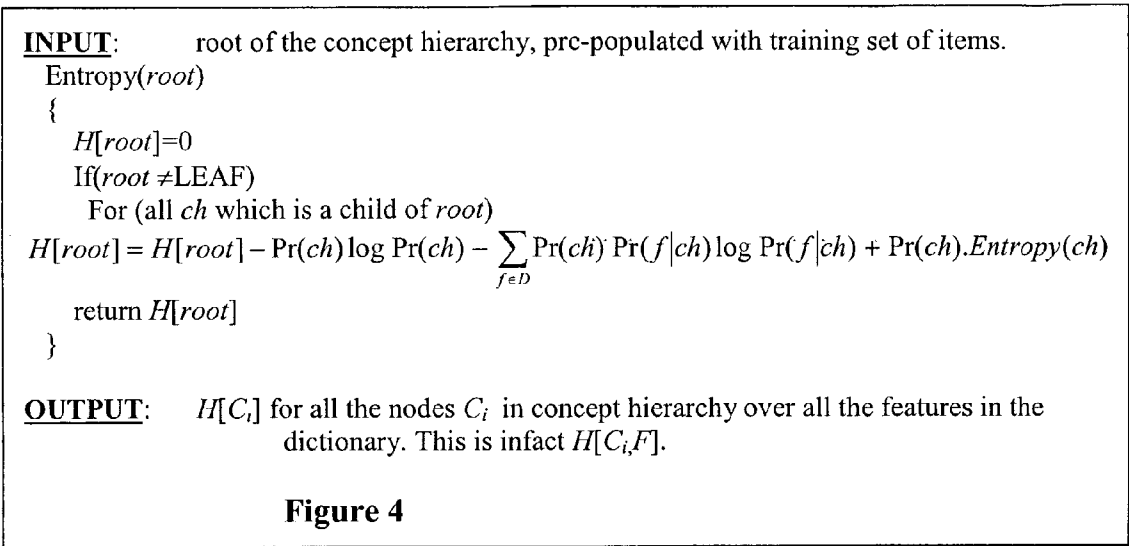 INPUT: root of the concept hierarchy, pre-populated with training set of items.
Entropy(root)
{
H[root]=0
If(root ≠LEAF)
For (all ch which is a child of root)
H[root] = H[root] – Pr(ch) log Pr(ch) – ∑ Pr(ch) Pr(f|ch) log Pr(f|ch) + Pr(ch).Entropy(ch)
f∈D
return H[root]
}
OUTPUT: H[Ci] for all the nodes Ci in concept hierarchy over all the features in the
dictionary. This is infact H[Ci,F].
Figure 4